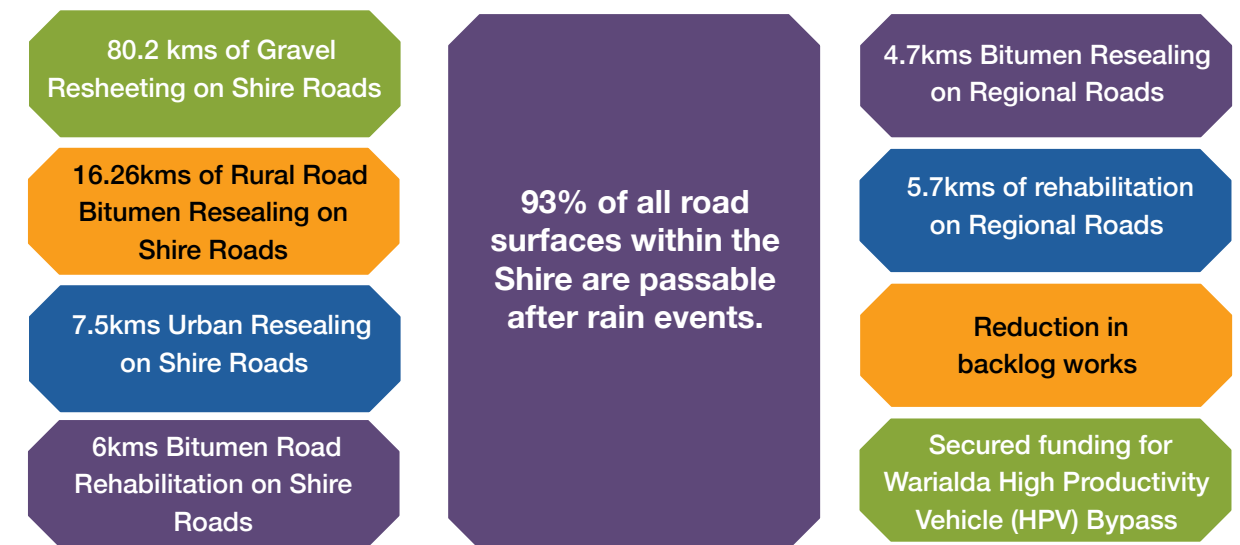 80.2 kms of Gravel
Resheeting on Shire Roads
16.26kms of Rural Road
Bitumen Resealing on
Shire Roads
7.5kms Urban Resealing
on Shire Roads
6kms Bitumen Road
Rehabilitation on Shire
Roads
93% of all road
surfaces within the
Shire are passable
after rain events.
4.7kms Bitumen Resealing
on Regional Roads
5.7kms of rehabilitation
on Regional Roads
Reduction in
backlog works
Secured funding for
Warialda High Productivity
Vehicle (HPV) Bypass